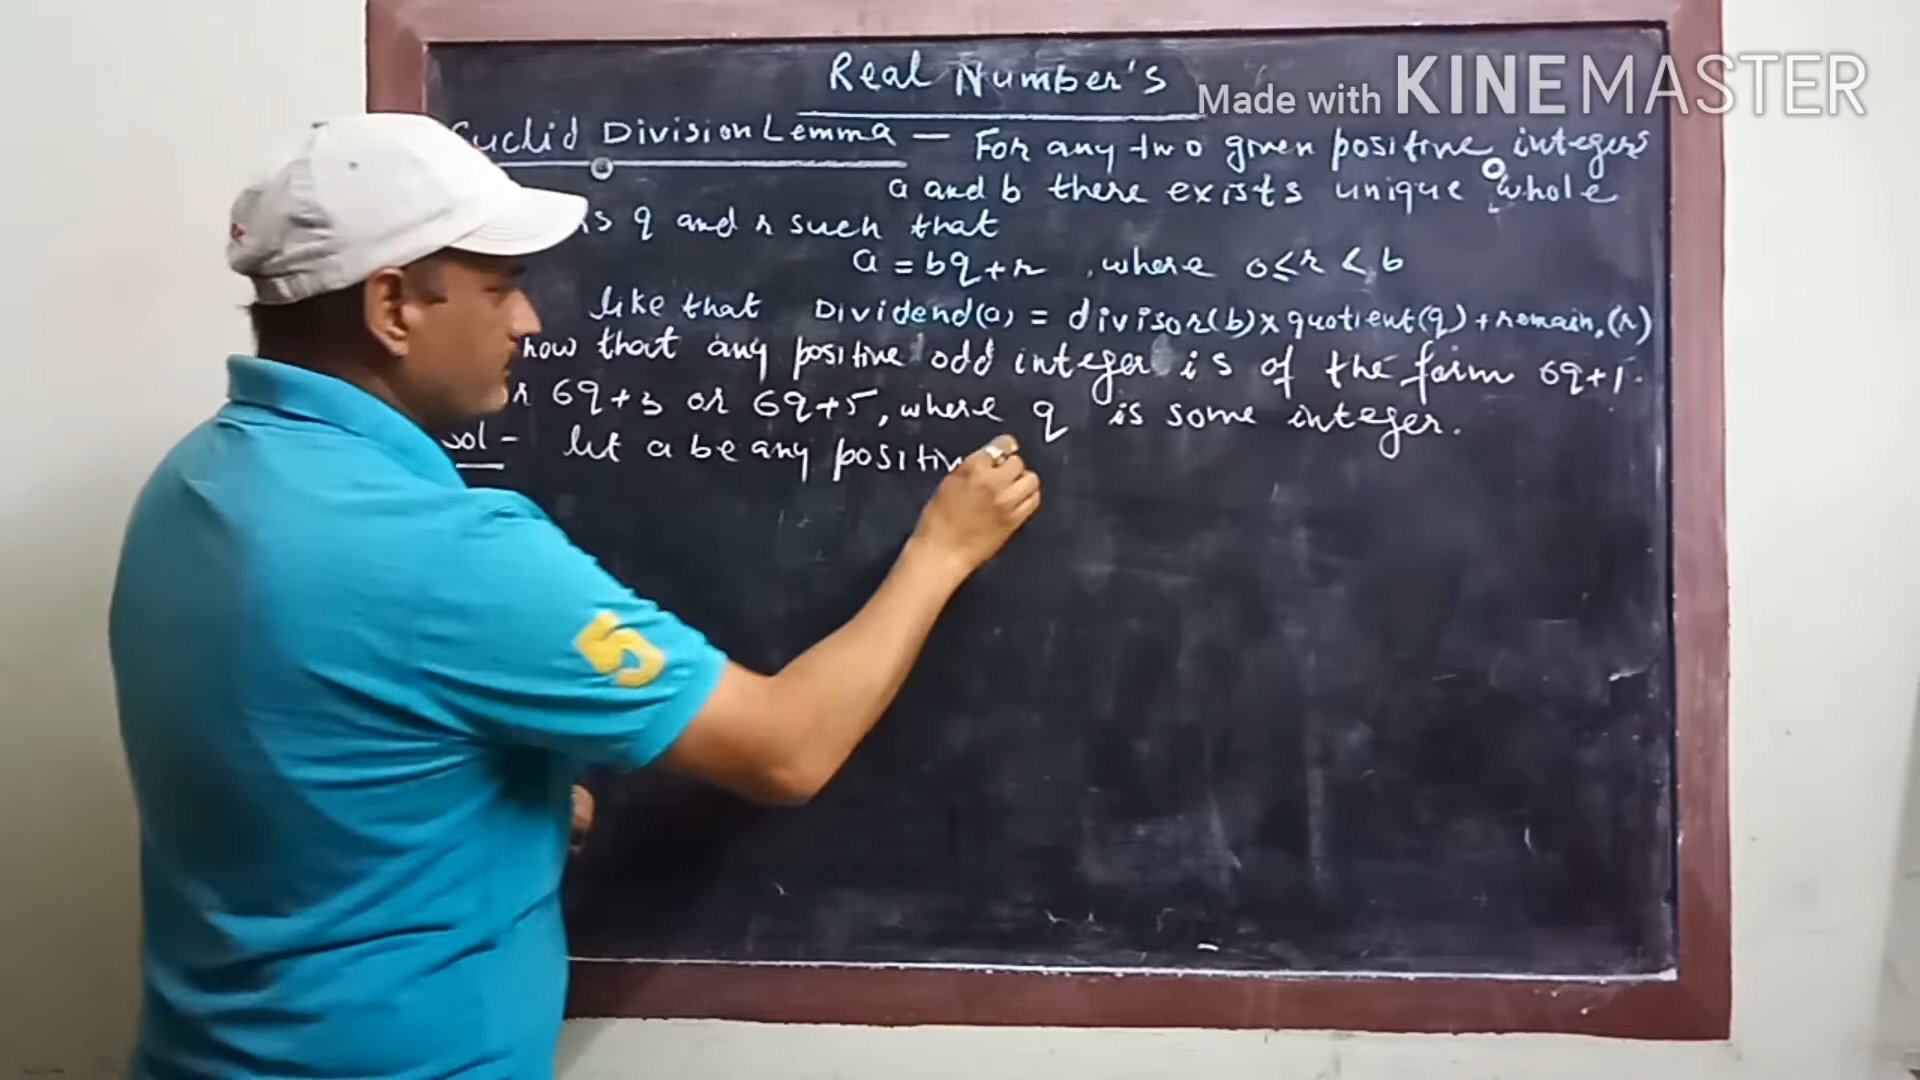 Real Number's
Made with KINEMASTER
uclid Division Lemma — For any two given positive integers
a and b there exists unique whole
s q and r such that
a = bq + r , where 0 ≤ r < b
like that Dividend(a) = divisor(b) × quotient(q) + remain.(r)
how that any positive odd integer is of the form 6q+1.
r 6q+3 or 6q+5, where q is some integer.
Sol - let a be any positiv
5